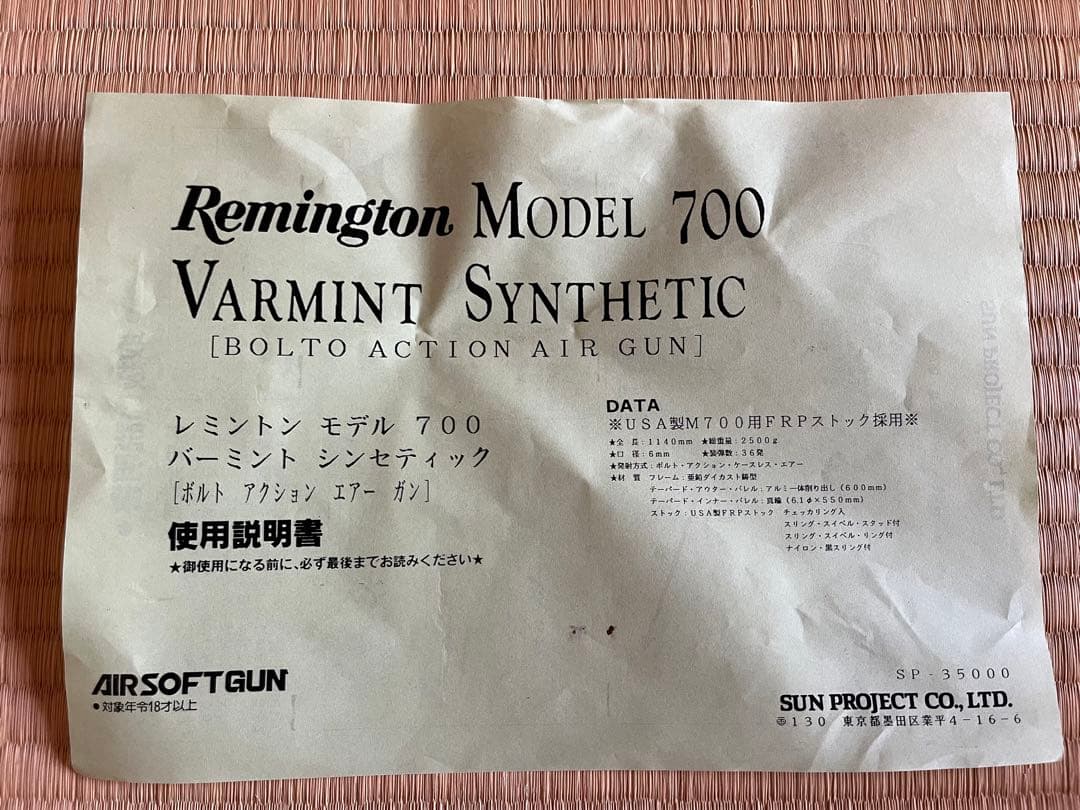 Remington MODEL 700
VARMINT SYNTHETIC
[BOLTO ACTION AIR GUN]
レミントン モデル 700
バーミント シンセティック
[ボルト アクション エアー ガン]
使用説明書
★御使用になる前に、必ず最後までお読みください★
DATA
※USA製M700用FRPストック採用※
★全 長:1140mm ★総重量:2500g
★口 径:6mm ★装弾数:36発
★発射方式:ボルト・アクション・ケースレス・エアー
★材 質 フレーム:亜鉛ダイカスト鋳型
テーパード・アウター・バレル:アルミ一体削り出し(600mm)
テーパード・インナー・バレル:真鍮(6.1φ×550mm)
ストック:USA製FRPストック チェッカリング入
スリング・スイベル・スタッド付
スリング・スイベル・リング付
ナイロン・黒スリング付
AIRSOFTGUN
●対象年令18才以上
SP-35000
SUN PROJECT CO., LTD.
〒130 東京都墨田区業平4-16-6